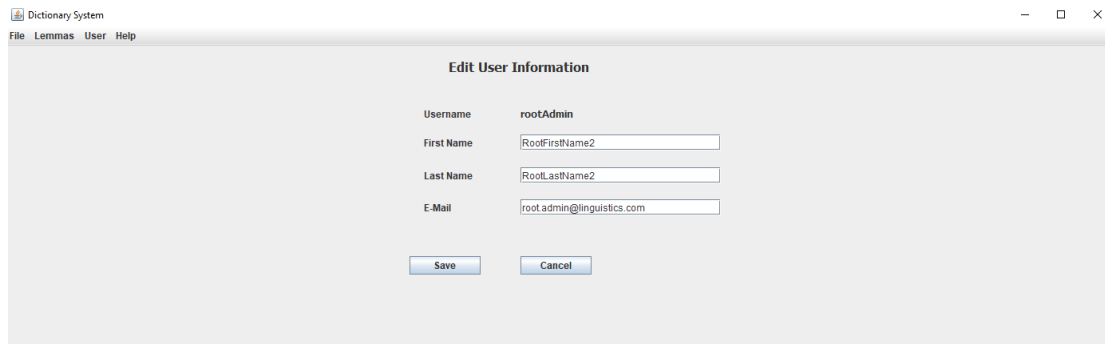 Dictionary System
File Lemmas User Help
Edit User Information
Username rootAdmin
First Name RootFirstName2
Last Name RootLastName2
E-Mail root.admin@linguistics.com
Save Cancel